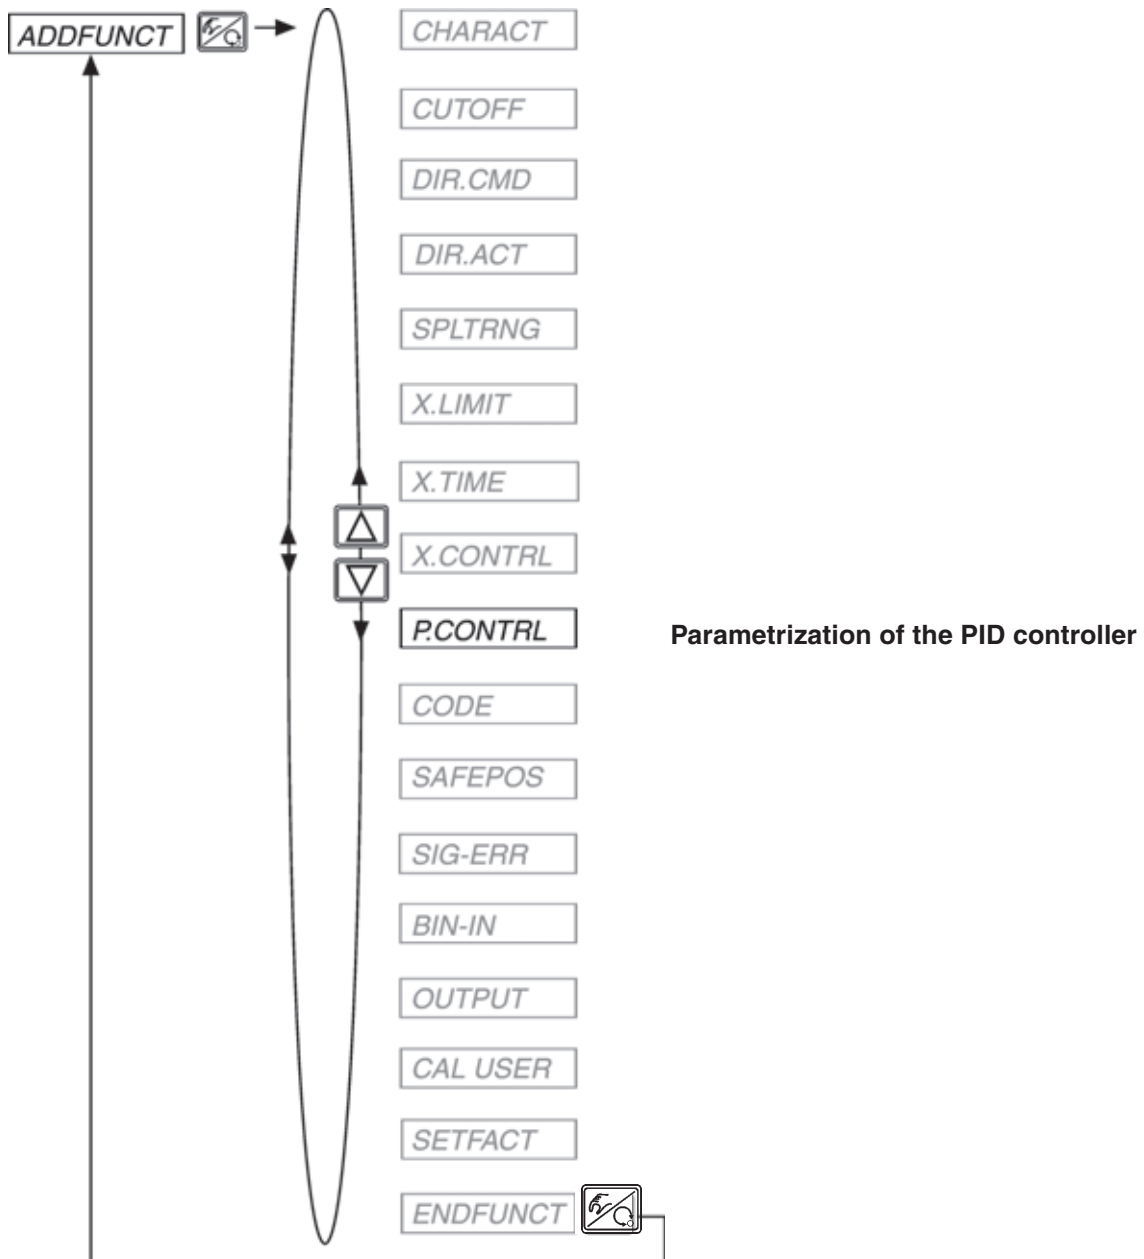 ADDFUNCT
CHARACT
CUTOFF
DIR.CMD
DIR.ACT
SPLTRNG
X.LIMIT
X.TIME
X.CONTRL
P.CONTRL Parametrization of the PID controller
CODE
SAFEPOS
SIG-ERR
BIN-IN
OUTPUT
CAL USER
SETFACT
ENDFUNCT